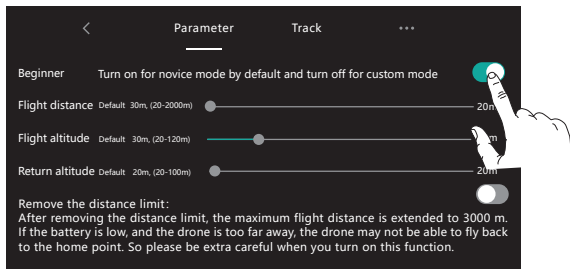 Parameter Track
Beginner Turn on for novice mode by default and turn off for custom mode
Flight distance Default 30m, (20-2000m) 20m
Flight altitude Default 30m, (20-120m) m
Return altitude Default 20m, (20-100m) 20m
Remove the distance limit:
After removing the distance limit, the maximum flight distance is extended to 3000 m.
If the battery is low, and the drone is too far away, the drone may not be able to fly back
to the home point. So please be extra careful when you turn on this function.